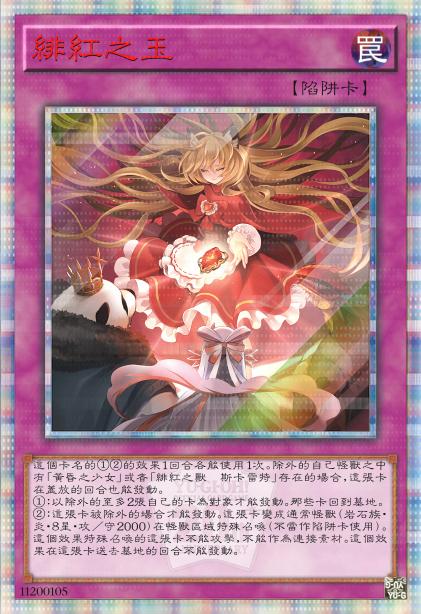 緋紅之玉
罠
【陷阱卡】
這個卡名的①②的效果1回合各能使用1次。除外的自己怪獸之中
有「黃昏之少女」或者「緋紅之獸　斯卡雷特」存在的場合,這張卡
在蓋放的回合也能發動。
①:以除外的至多2張自己的卡為對象才能發動。那些卡回到墓地。
②:這張卡被除外的場合才能發動。這張卡變成通常怪獸(岩石族・
炎・8星・攻/守2000)在怪獸區域特殊召喚(不當作陷阱卡使用)。
這個效果特殊召喚的這張卡不能攻擊,不能作為連接素材。這個效
果在這張卡送去墓地的回合不能發動。
11200105